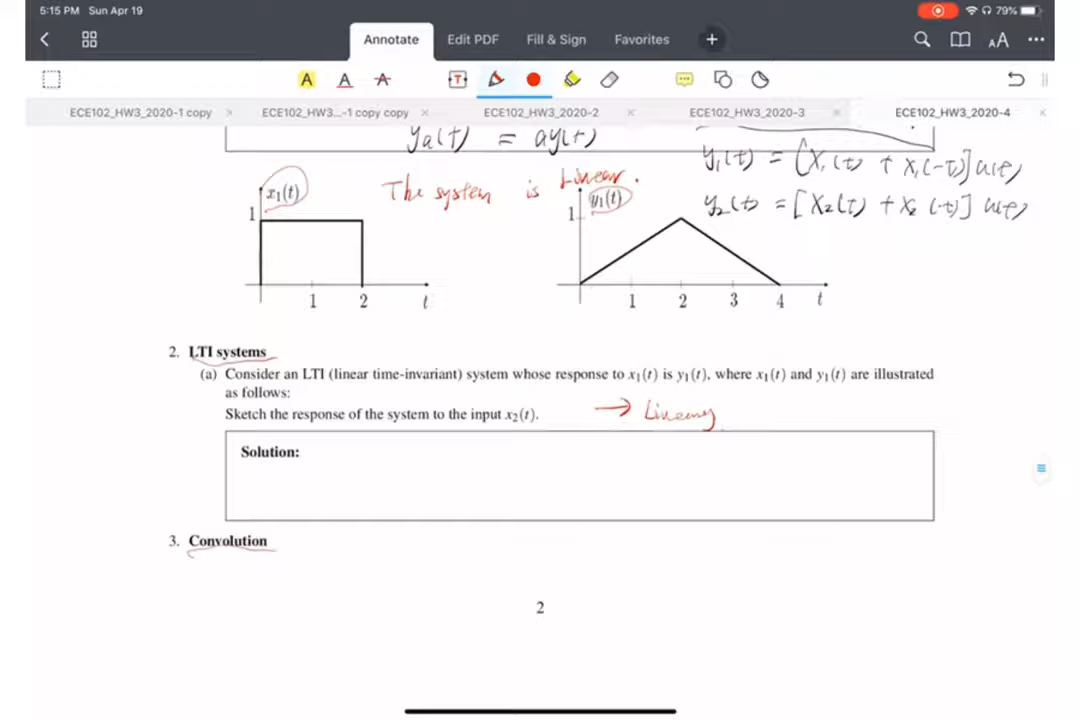 5:15 PM Sun Apr 19
79%
Annotate Edit PDF Fill & Sign Favorites
ECE102_HW3_2020-1 copy ECE102_HW3...-1 copy copy ECE102_HW3_2020-2 ECE102_HW3_2020-3 ECE102_HW3_2020-4
ya(t) = ay(t)
y₁(t) = [x₁(t) + x₁(-t)] u(t)
The system is Linear.
y₂(t) = [x₂(t) + x₂(-t)] u(t)
x₁(t)
1
1 2 t
y₁(t)
1
1 2 3 4 t
2. LTI systems
(a) Consider an LTI (linear time-invariant) system whose response to x₁(t) is y₁(t), where x₁(t) and y₁(t) are illustrated
as follows:
Sketch the response of the system to the input x₂(t).
→
Solution:
3. Convolution
2